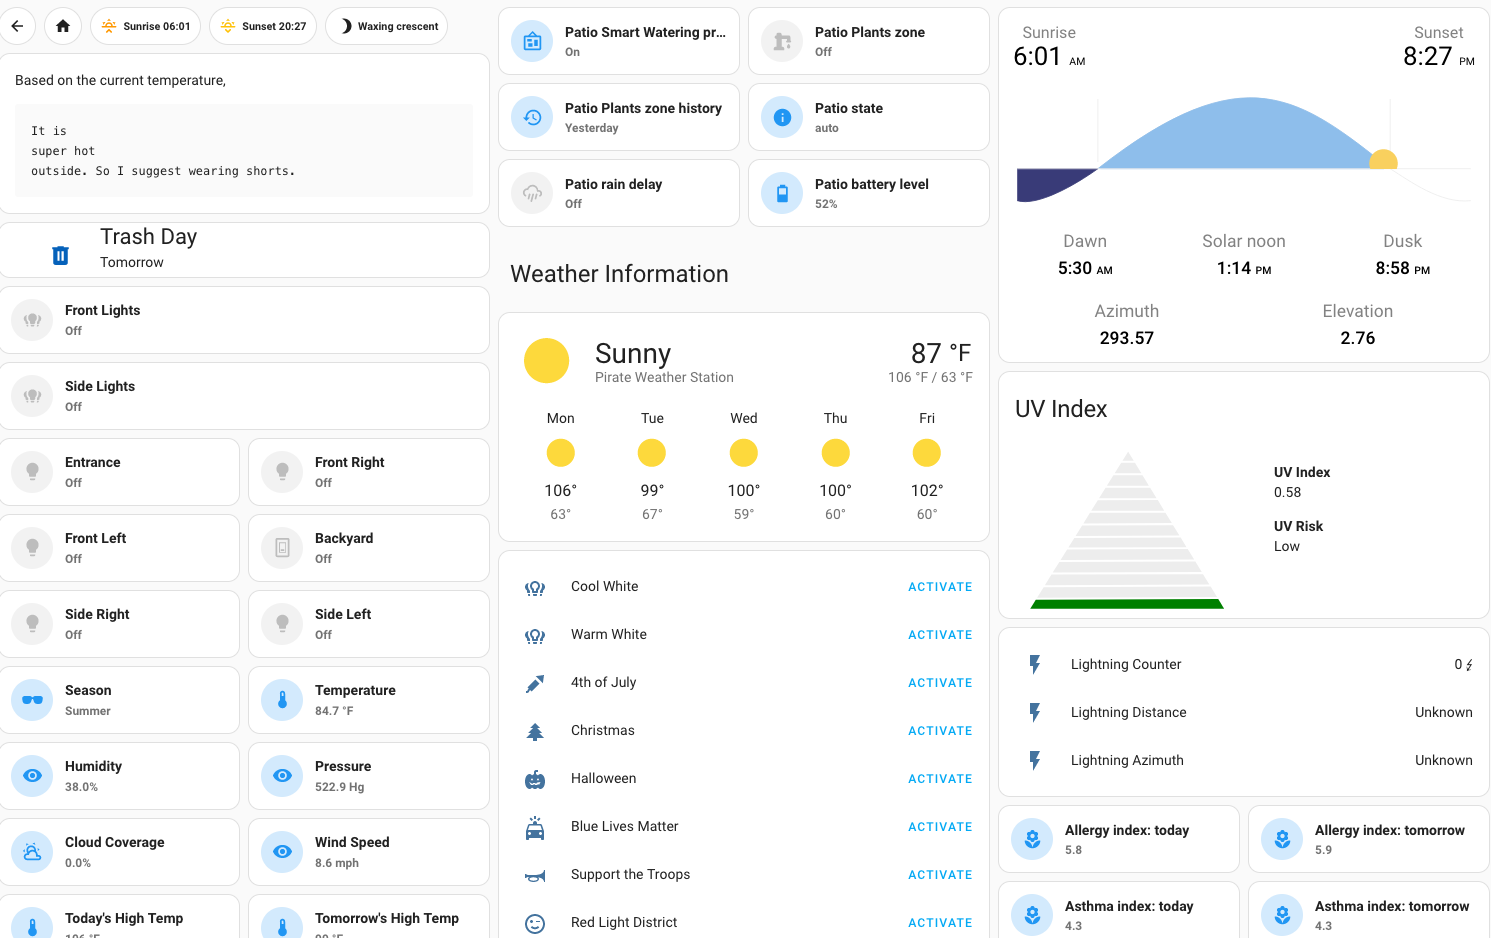 Sunrise 06:01
Sunset 20:27
Waxing crescent
Based on the current temperature,
It is
super hot
outside. So I suggest wearing shorts.
Trash Day
Tomorrow
Front Lights
Off
Side Lights
Off
Entrance
Off
Front Right
Off
Front Left
Off
Backyard
Off
Side Right
Off
Side Left
Off
Season
Summer
Temperature
84.7 °F
Humidity
38.0%
Pressure
522.9 Hg
Cloud Coverage
0.0%
Wind Speed
8.6 mph
Today's High Temp
Tomorrow's High Temp
Patio Smart Watering pr...
On
Patio Plants zone
Off
Patio Plants zone history
Yesterday
Patio state
auto
Patio rain delay
Off
Patio battery level
52%
Weather Information
Sunny
Pirate Weather Station
87 °F
106 °F / 63 °F
Mon Tue Wed Thu Fri
106° 99° 100° 100° 102°
63° 67° 59° 60° 60°
Cool White ACTIVATE
Warm White ACTIVATE
4th of July ACTIVATE
Christmas ACTIVATE
Halloween ACTIVATE
Blue Lives Matter ACTIVATE
Support the Troops ACTIVATE
Red Light District ACTIVATE
Sunrise Sunset
6:01 AM 8:27 PM
Dawn Solar noon Dusk
5:30 AM 1:14 PM 8:58 PM
Azimuth Elevation
293.57 2.76
UV Index
UV Index
0.58
UV Risk
Low
Lightning Counter 0
Lightning Distance Unknown
Lightning Azimuth Unknown
Allergy index: today
5.8
Allergy index: tomorrow
5.9
Asthma index: today
4.3
Asthma index: tomorrow
4.3